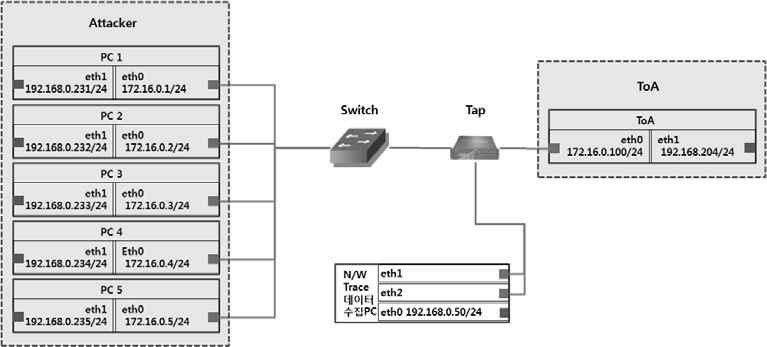 Attacker
PC 1
eth1
192.168.0.231/24
eth0
172.16.0.1/24
PC 2
eth1
192.168.0.232/24
eth0
172.16.0.2/24
PC 3
eth1
192.168.0.233/24
eth0
172.16.0.3/24
PC 4
eth1
192.168.0.234/24
Eth0
172.16.0.4/24
PC 5
eth1
192.168.0.235/24
eth0
172.16.0.5/24
Switch
Tap
ToA
ToA
eth0
172.16.0.100/24
eth1
192.168.204/24
N/W
Trace
데이터
수집PC
eth1
eth2
eth0 192.168.0.50/24